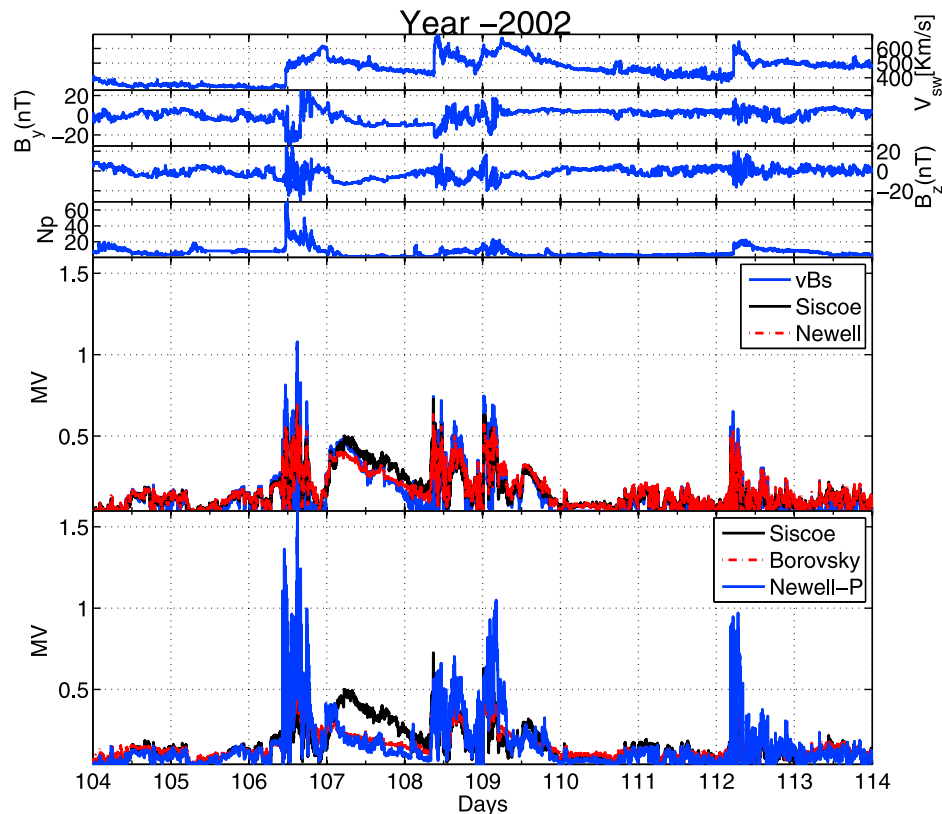 Year −2002
600
500
400
V_sw [Km/s]
20
0
−20
B_y (nT)
20
0
−20
B_z (nT)
60
40
20
Np
1.5
1
0.5
MV
vBs
Siscoe
Newell
1.5
1
0.5
MV
Siscoe
Borovsky
Newell−P
104 105 106 107 108 109 110 111 112 113 114
Days